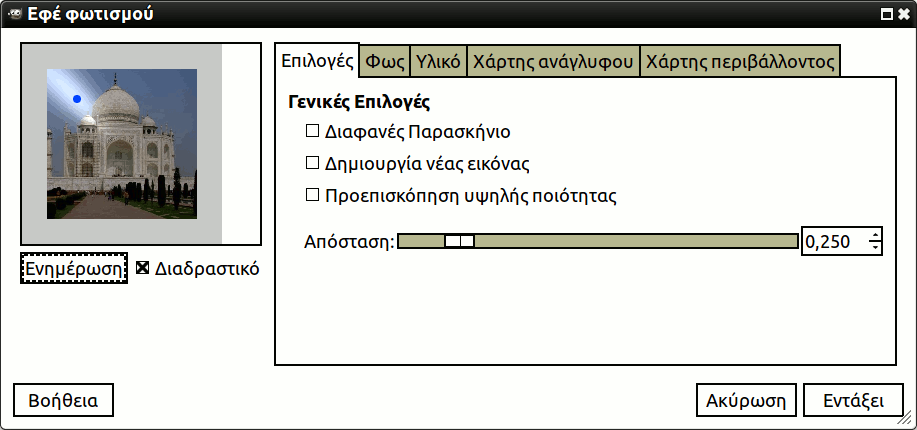 Εφέ φωτισμού
Επιλογές Φως Υλικό Χάρτης ανάγλυφου Χάρτης περιβάλλοντος
Γενικές Επιλογές
Διαφανές Παρασκήνιο
Δημιουργία νέας εικόνας
Προεπισκόπηση υψηλής ποιότητας
Απόσταση: 0,250
Ενημέρωση Διαδραστικό
Βοήθεια Ακύρωση Εντάξει